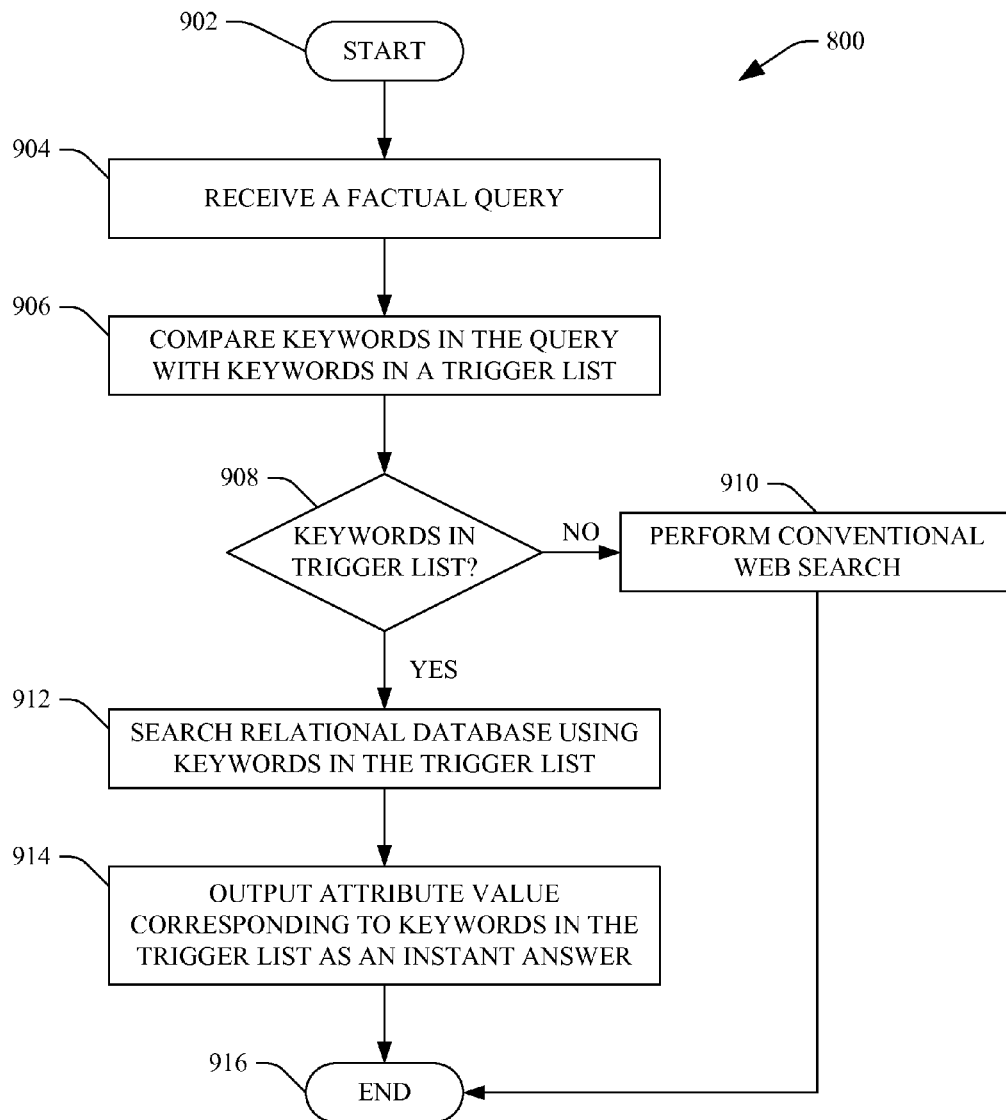 902
START
800
904
RECEIVE A FACTUAL QUERY
906
COMPARE KEYWORDS IN THE QUERY
WITH KEYWORDS IN A TRIGGER LIST
908
KEYWORDS IN
TRIGGER LIST?
NO
910
PERFORM CONVENTIONAL
WEB SEARCH
YES
912
SEARCH RELATIONAL DATABASE USING
KEYWORDS IN THE TRIGGER LIST
914
OUTPUT ATTRIBUTE VALUE
CORRESPONDING TO KEYWORDS IN THE
TRIGGER LIST AS AN INSTANT ANSWER
916
END